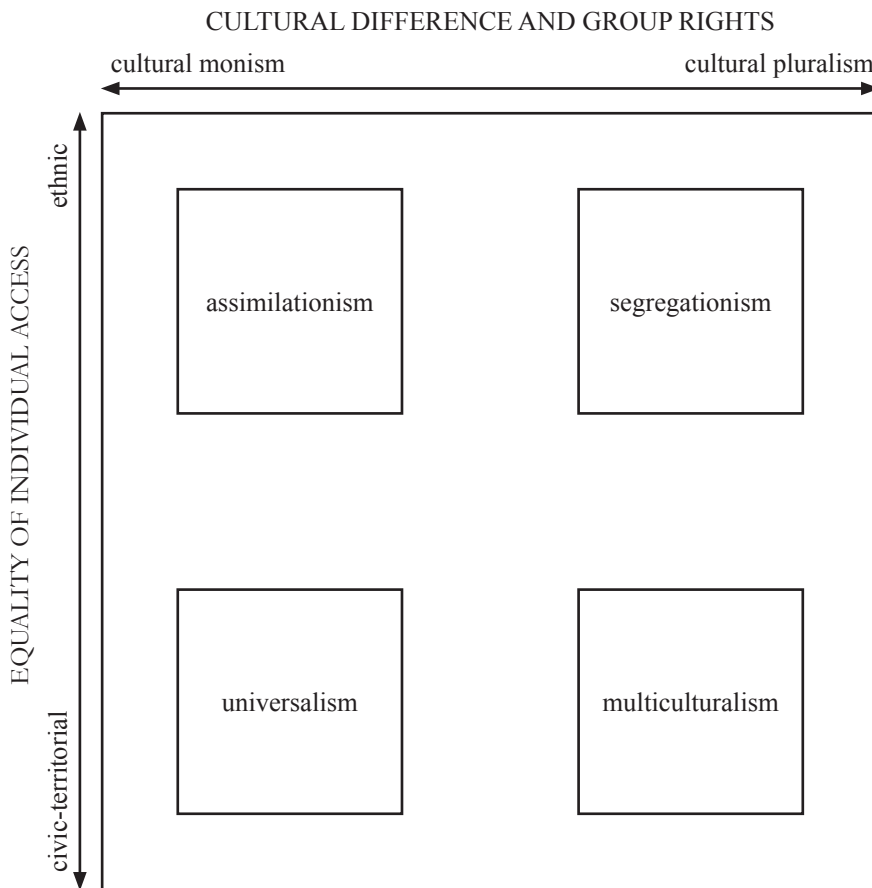 CULTURAL DIFFERENCE AND GROUP RIGHTS
cultural monism
cultural pluralism
EQUALITY OF INDIVIDUAL ACCESS
ethnic
assimilationism
segregationism
universalism
multiculturalism
civic-territorial